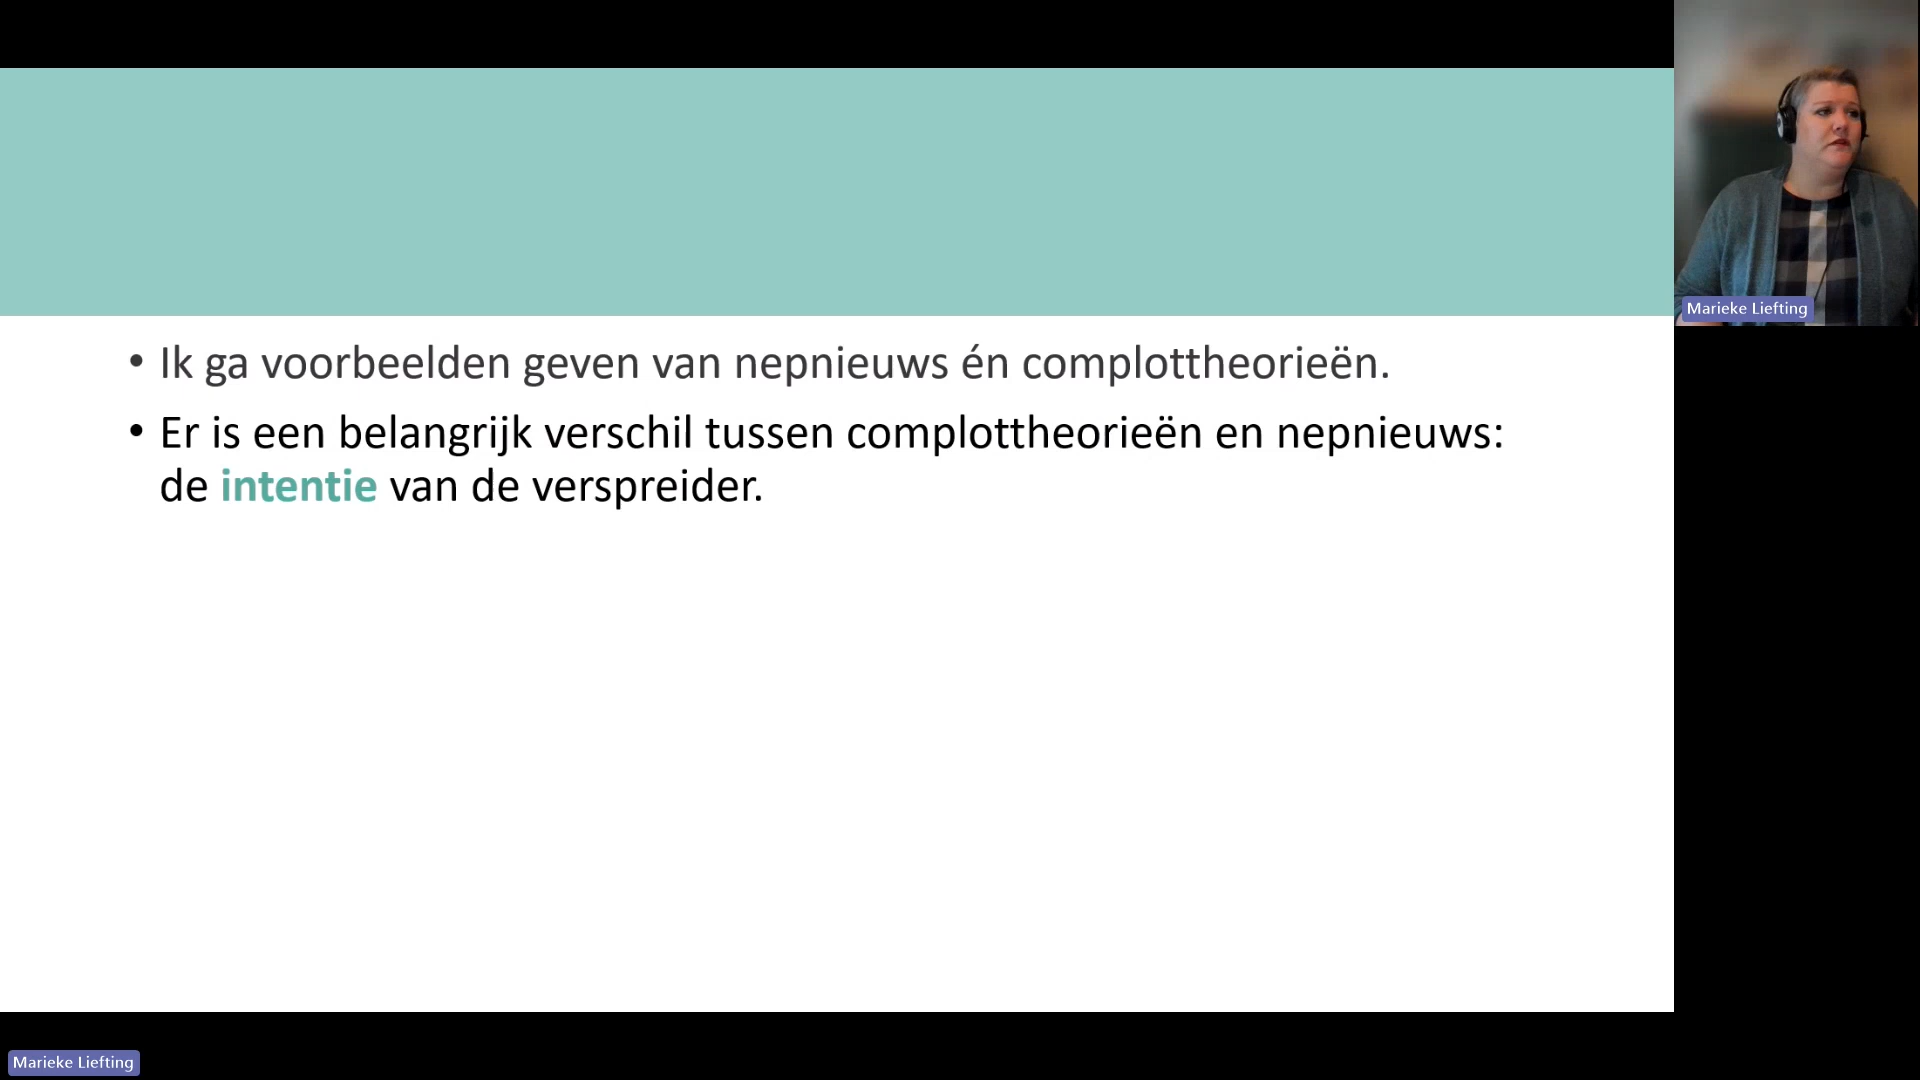 • Ik ga voorbeelden geven van nepnieuws én complottheorieën.
• Er is een belangrijk verschil tussen complottheorieën en nepnieuws:
de intentie van de verspreider.
Marieke Liefting
Marieke Liefting